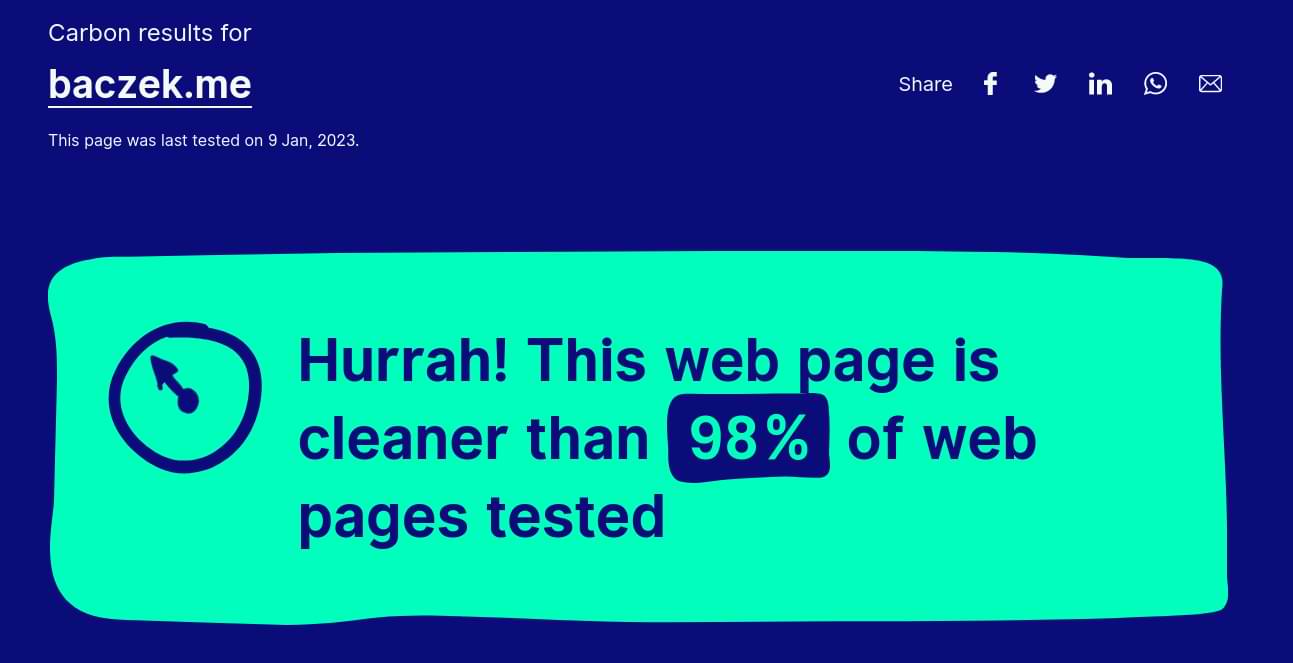 Carbon results for
baczek.me
Share
This page was last tested on 9 Jan, 2023.
Hurrah! This web page is
cleaner than 98% of web
pages tested